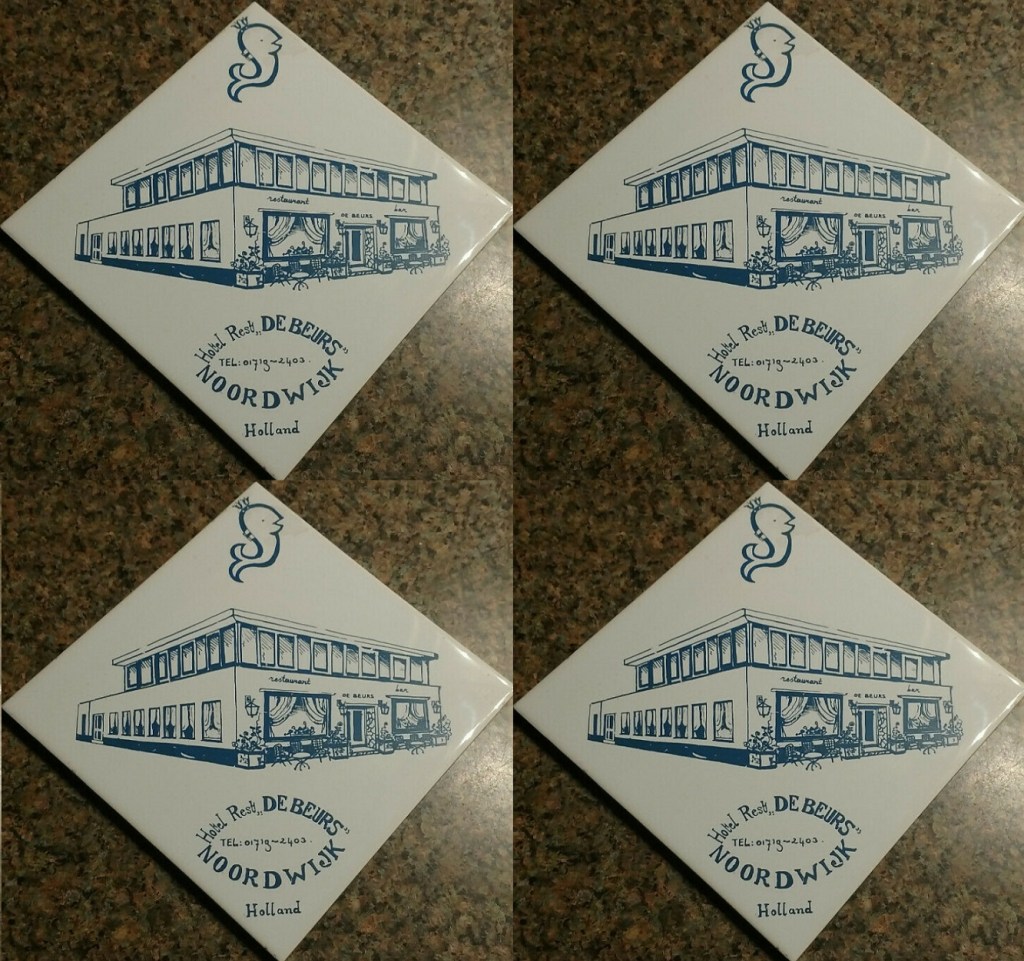 restaurant
DE BEURS
bar
Hotel Rest. „DE BEURS”
TEL: 01719-2403.
NOORDWIJK
Holland
restaurant
DE BEURS
bar
Hotel Rest. „DE BEURS”
TEL: 01719-2403.
NOORDWIJK
Holland
restaurant
DE BEURS
bar
Hotel Rest. „DE BEURS”
TEL: 01719-2403.
NOORDWIJK
Holland
restaurant
DE BEURS
bar
Hotel Rest. „DE BEURS”
TEL: 01719-2403.
NOORDWIJK
Holland